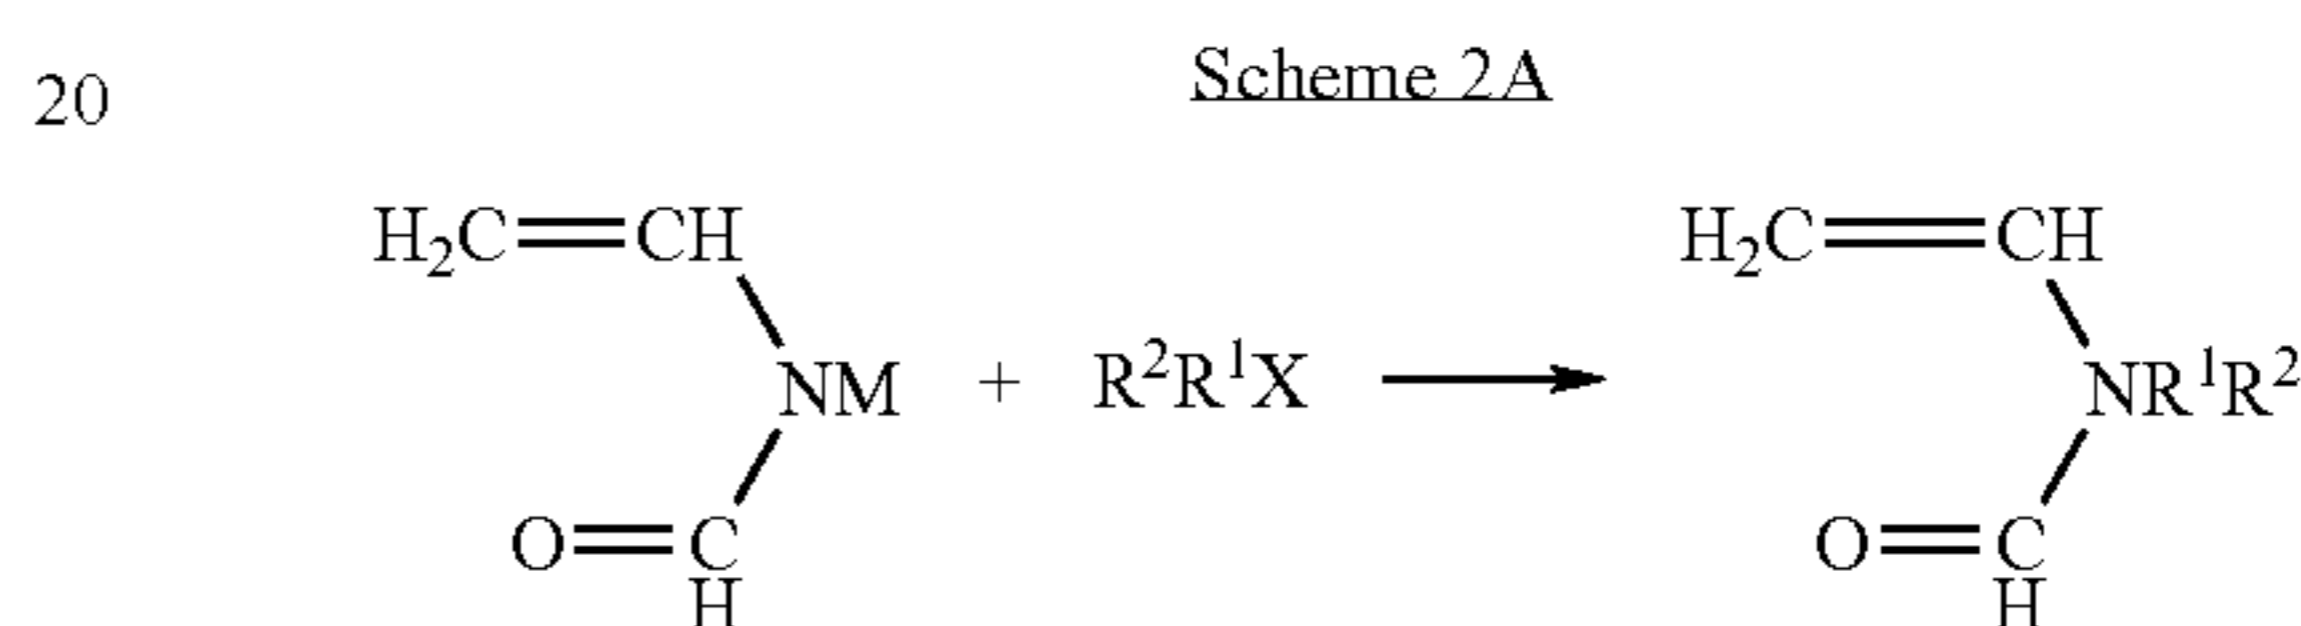 20 Scheme 2A
H₂C=CH H₂C=CH
NM + R²R¹X → NR¹R²
O=C O=C
H H